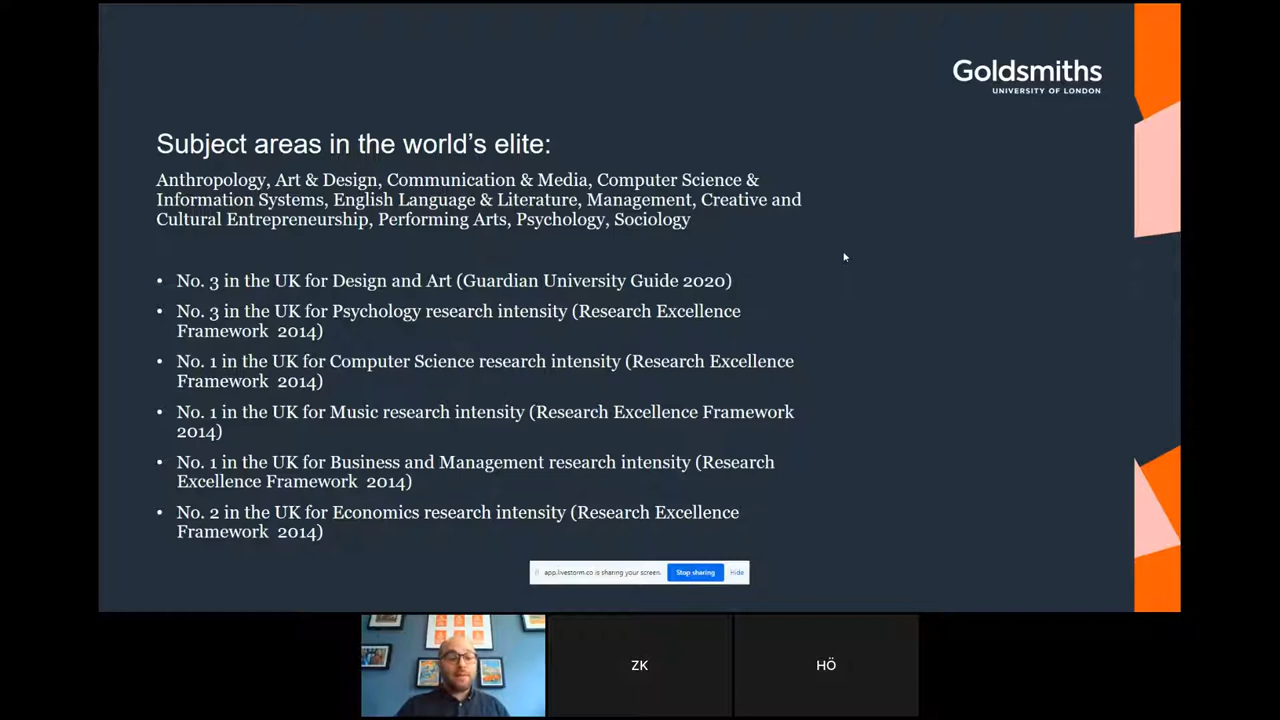 Goldsmiths
UNIVERSITY OF LONDON
Subject areas in the world's elite:
Anthropology, Art & Design, Communication & Media, Computer Science &
Information Systems, English Language & Literature, Management, Creative and
Cultural Entrepreneurship, Performing Arts, Psychology, Sociology
• No. 3 in the UK for Design and Art (Guardian University Guide 2020)
• No. 3 in the UK for Psychology research intensity (Research Excellence
Framework 2014)
• No. 1 in the UK for Computer Science research intensity (Research Excellence
Framework 2014)
• No. 1 in the UK for Music research intensity (Research Excellence Framework
2014)
• No. 1 in the UK for Business and Management research intensity (Research
Excellence Framework 2014)
• No. 2 in the UK for Economics research intensity (Research Excellence
Framework 2014)
app.livestorm.co is sharing your screen. Stop sharing Hide
ZK HÖ